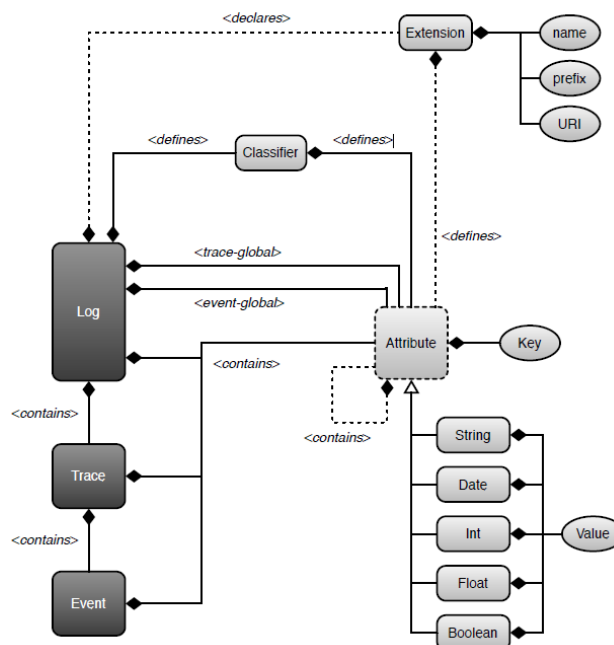 <declares>
Extension
name
prefix
URI
<defines>
Classifier
<defines>
<trace-global>
<defines>
<event-global>
Log
Attribute
Key
<contains>
<contains>
<contains>
String
Trace
Date
<contains>
Int
Value
Float
Event
Boolean